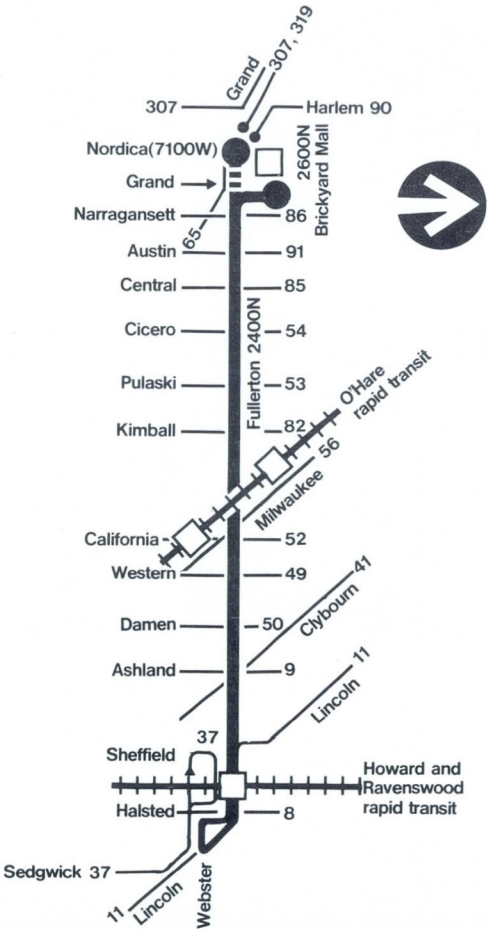 Grand
307, 319
307
Harlem 90
Nordica(7100W)
2600N
Brickyard Mall
Grand
Narragansett
86
65
Austin
91
Central
85
Fullerton 2400N
Cicero
54
Pulaski
53
O'Hare
rapid transit
Kimball
82
56
Milwaukee
California
52
Western
49
41
Clybourn
Damen
50
Ashland
9
11
Lincoln
37
Sheffield
Howard and
Ravenswood
rapid transit
Halsted
8
Sedgwick 37
11
Lincoln
Webster